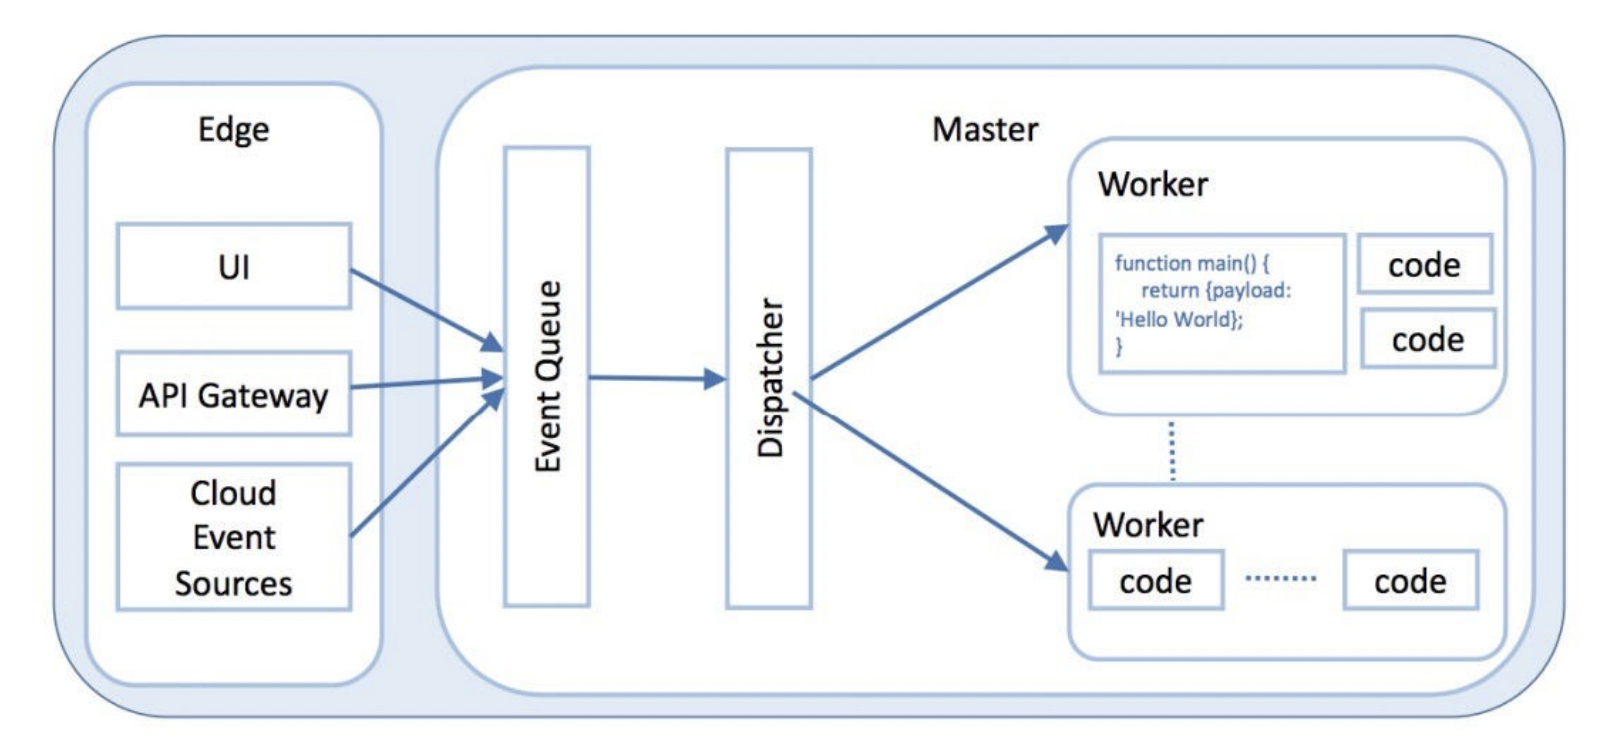 Edge
UI
API Gateway
Cloud
Event
Sources
Event Queue
Dispatcher
Master
Worker
function main() {
return {payload:
'Hello World};
}
code
code
Worker
code
code